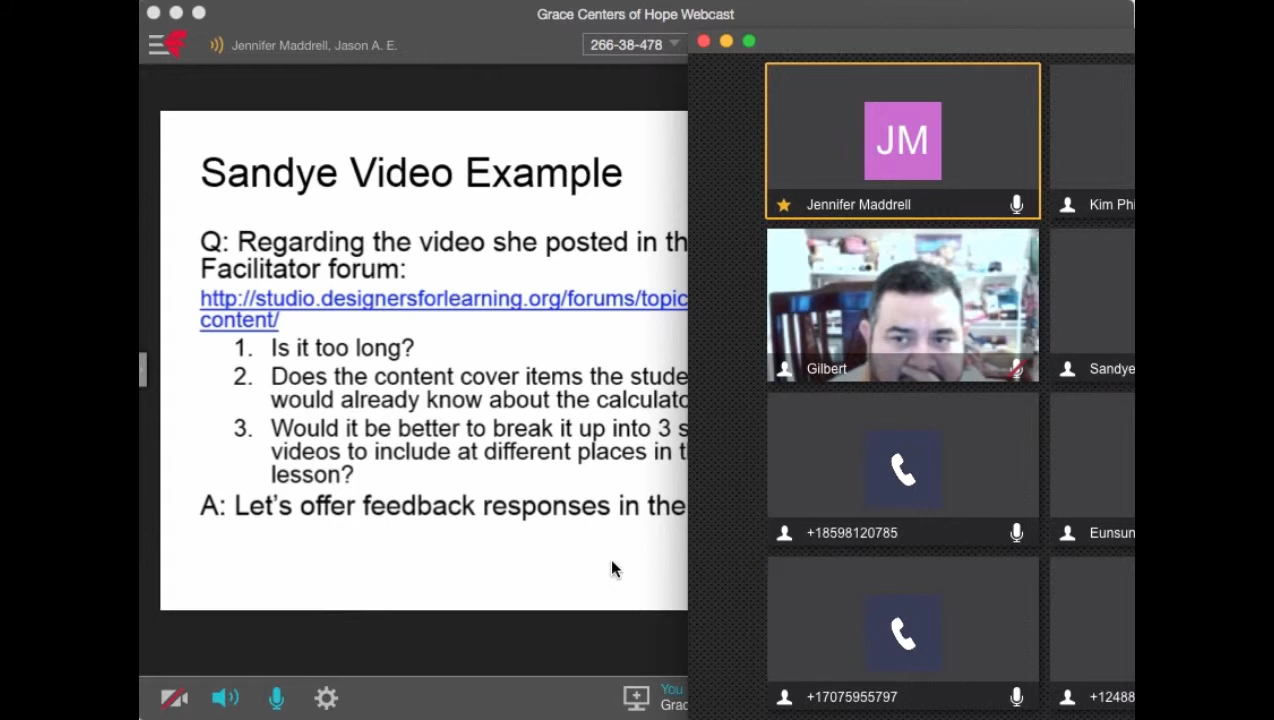 Grace Centers of Hope Webcast
Jennifer Maddrell, Jason A. E.
266-38-478
Sandye Video Example
Q: Regarding the video she posted in th
Facilitator forum:
http://studio.designersforlearning.org/forums/topic
content/
1. Is it too long?
2. Does the content cover items the stude
would already know about the calculato
3. Would it be better to break it up into 3 s
videos to include at different places in t
lesson?
A: Let's offer feedback responses in the
You
Grac
JM
Jennifer Maddrell
Kim Phi
Gilbert
Sandye
+18598120785
Eunsun
+17075955797
+12488